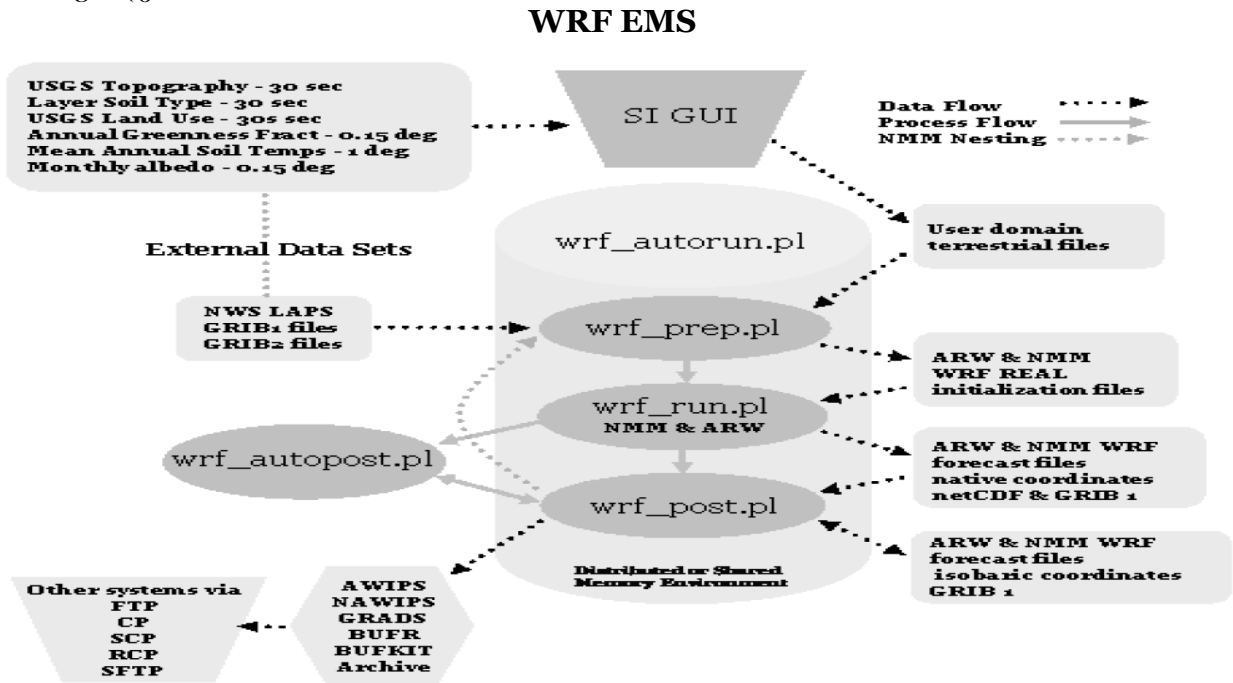 WRF EMS
USGS Topography - 30 sec
Layer Soil Type - 30 sec
USGS Land Use - 30s sec
Annual Greenness Fract - 0.15 deg
Mean Annual Soil Temps - 1 deg
Monthly albedo - 0.15 deg
SI GUI
Data Flow
Process Flow
NMM Nesting
External Data Sets
wrf_autorun.pl
User domain
terrestrial files
NWS LAPS
GRIB1 files
GRIB2 files
wrf_prep.pl
ARW & NMM
WRF REAL
initialization files
wrf_run.pl
NMM & ARW
wrf_autopost.pl
ARW & NMM WRF
forecast files
native coordinates
netCDF & GRIB 1
wrf_post.pl
ARW & NMM WRF
forecast files
isobaric coordinates
GRIB 1
Distributed or Shared
Memory Environment
Other systems via
FTP
CP
SCP
RCP
SFTP
AWIPS
NAWIPS
GRADS
BUFR
BUFKIT
Archive